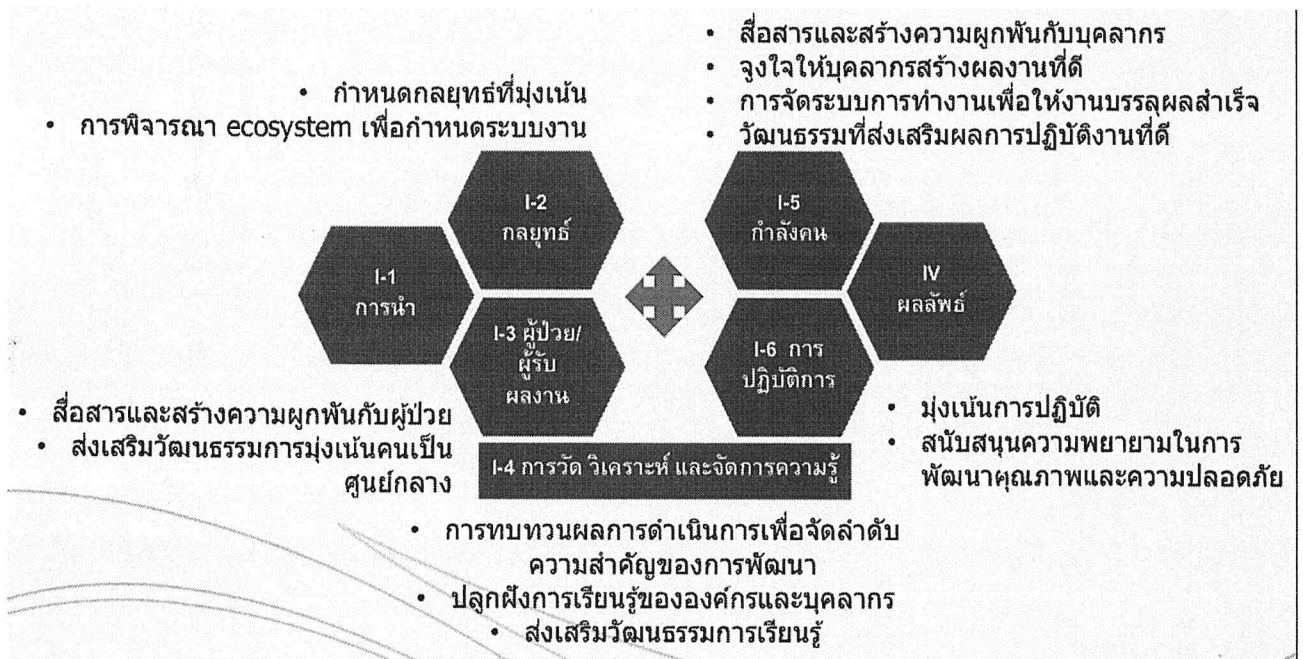 • สื่อสารและสร้างความผูกพันกับบุคลากร
• จูงใจให้บุคลากรสร้างผลงานที่ดี
• การจัดระบบการทำงานเพื่อให้งานบรรลุผลสำเร็จ
• วัฒนธรรมที่ส่งเสริมผลการปฏิบัติงานที่ดี
• กำหนดกลยุทธ์ที่มุ่งเน้น
• การพิจารณา ecosystem เพื่อกำหนดระบบงาน
I-2
กลยุทธ์
I-5
กำลังคน
I-1
การนำ
IV
ผลลัพธ์
I-3 ผู้ป่วย/
ผู้รับ
ผลงาน
I-6 การ
ปฏิบัติการ
• สื่อสารและสร้างความผูกพันกับผู้ป่วย
• ส่งเสริมวัฒนธรรมการมุ่งเน้นคนเป็น
ศูนย์กลาง
• มุ่งเน้นการปฏิบัติ
• สนับสนุนความพยายามในการ
พัฒนาคุณภาพและความปลอดภัย
I-4 การวัด วิเคราะห์ และจัดการความรู้
• การทบทวนผลการดำเนินการเพื่อจัดลำดับ
ความสำคัญของการพัฒนา
• ปลูกฝังการเรียนรู้ขององค์กรและบุคลากร
• ส่งเสริมวัฒนธรรมการเรียนรู้